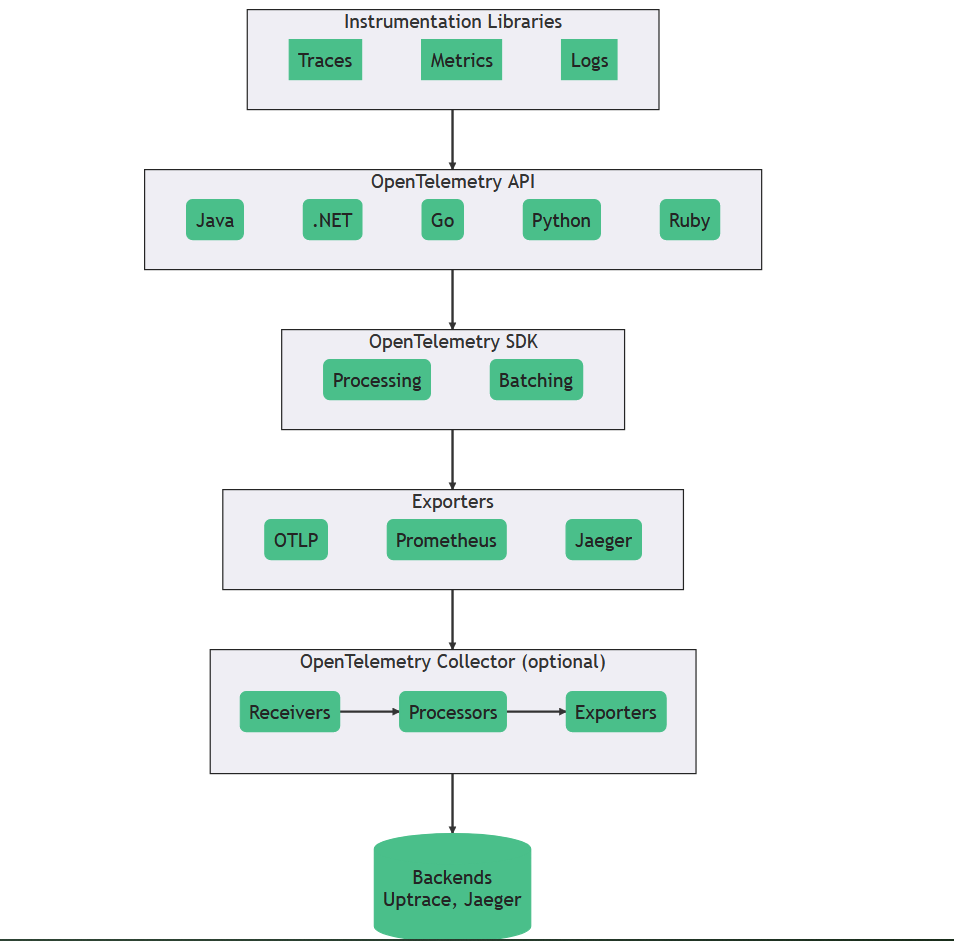 Instrumentation Libraries
Traces Metrics Logs
OpenTelemetry API
Java .NET Go Python Ruby
OpenTelemetry SDK
Processing Batching
Exporters
OTLP Prometheus Jaeger
OpenTelemetry Collector (optional)
Receivers Processors Exporters
Backends
Uptrace, Jaeger